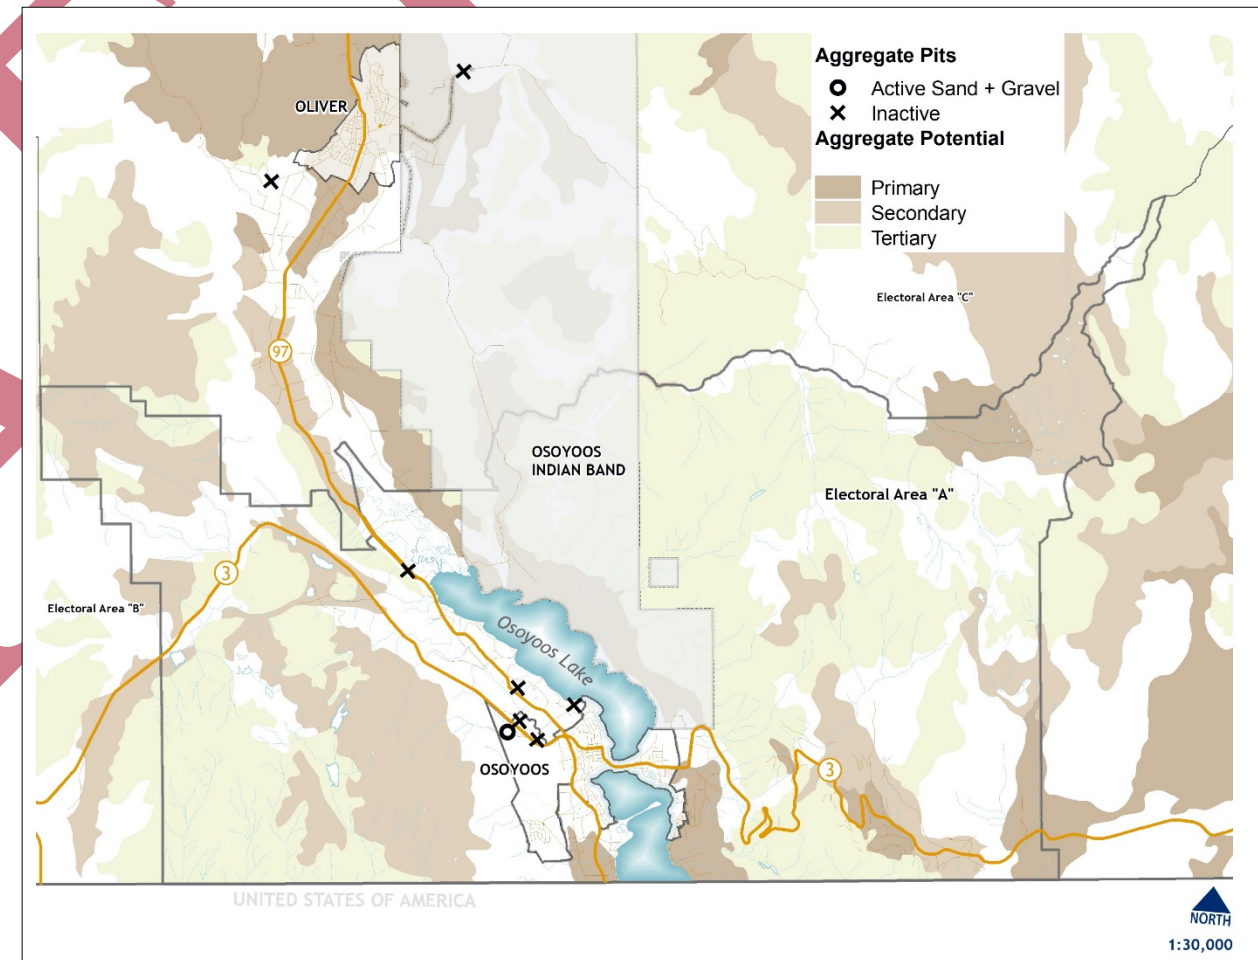 Aggregate Pits
Active Sand + Gravel
Inactive
Aggregate Potential
Primary
Secondary
Tertiary
OLIVER
Electoral Area "C"
97
OSOYOOS
INDIAN BAND
Electoral Area "A"
3
Electoral Area "B"
Osoyoos Lake
3
OSOYOOS
UNITED STATES OF AMERICA
NORTH
1:30,000